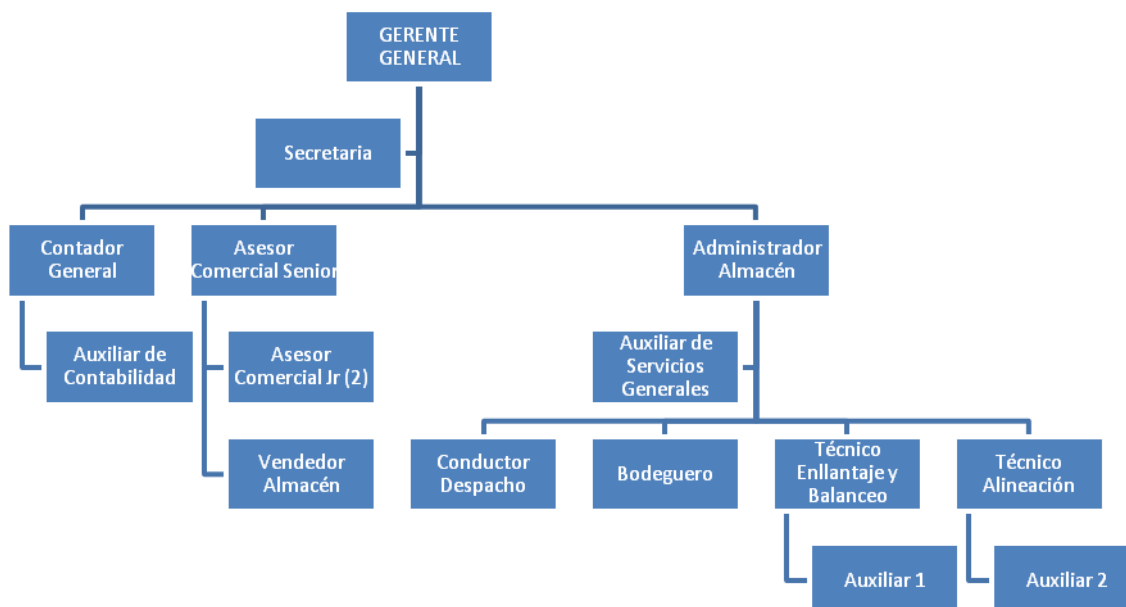 GERENTE
GENERAL
Secretaria
Contador
General
Asesor
Comercial Senior
Administrador
Almacén
Auxiliar de
Contabilidad
Asesor
Comercial Jr (2)
Auxiliar de
Servicios
Generales
Vendedor
Almacén
Conductor
Despacho
Bodeguero
Técnico
Enllantaje y
Balanceo
Técnico
Alineación
Auxiliar 1
Auxiliar 2